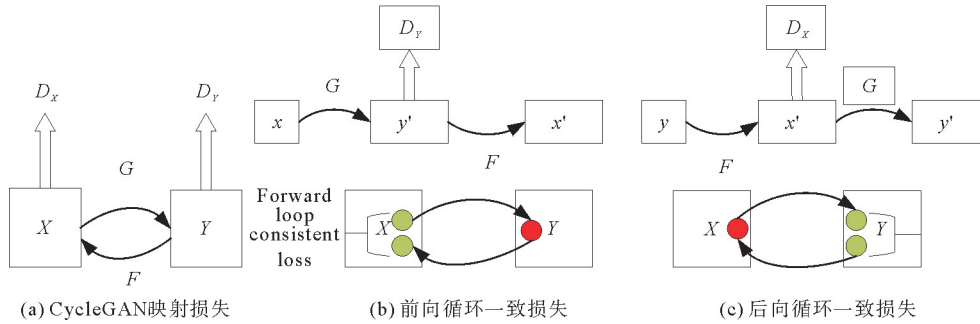 D_X
D_Y
G
X
Y
F
(a) CycleGAN映射损失
D_Y
G
x
y'
x'
F
Forward
loop
consistent
loss
X
Y
(b) 前向循环一致损失
D_X
G
y
x'
y'
F
X
Y
(c) 后向循环一致损失